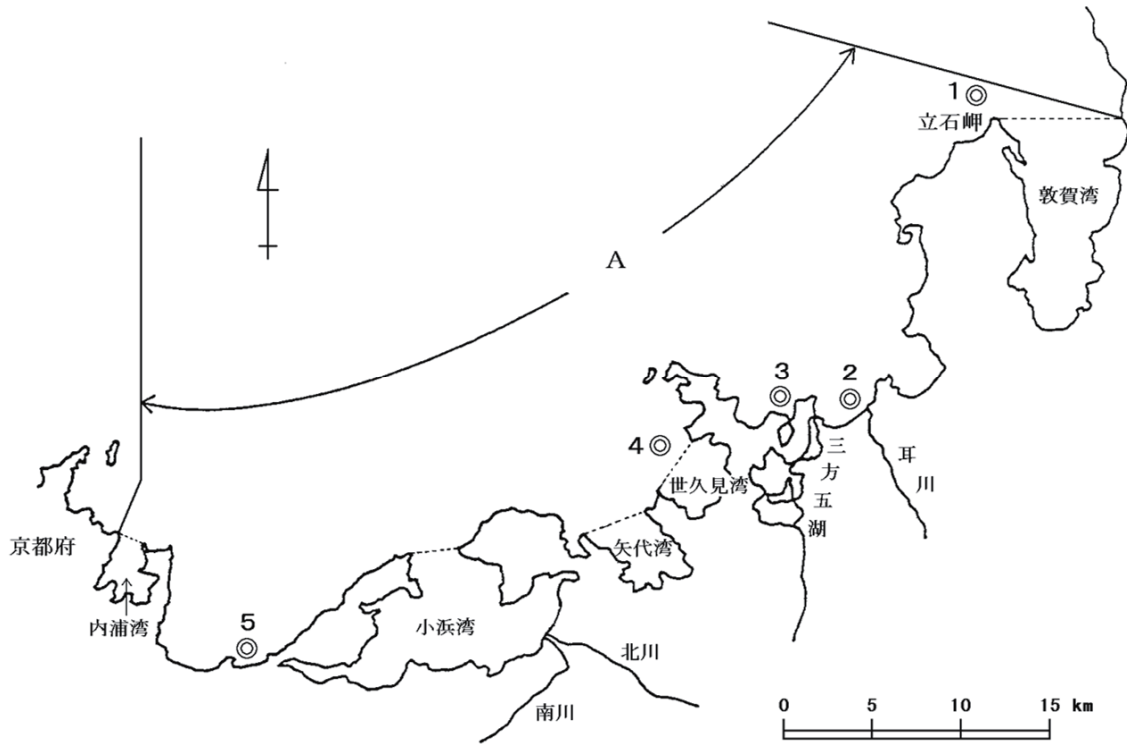 1
立石岬
敦賀湾
A
3
2
4
三方五湖
耳川
世久見湾
京都府
矢代湾
内浦湾
5
小浜湾
北川
南川
0 5 10 15 km